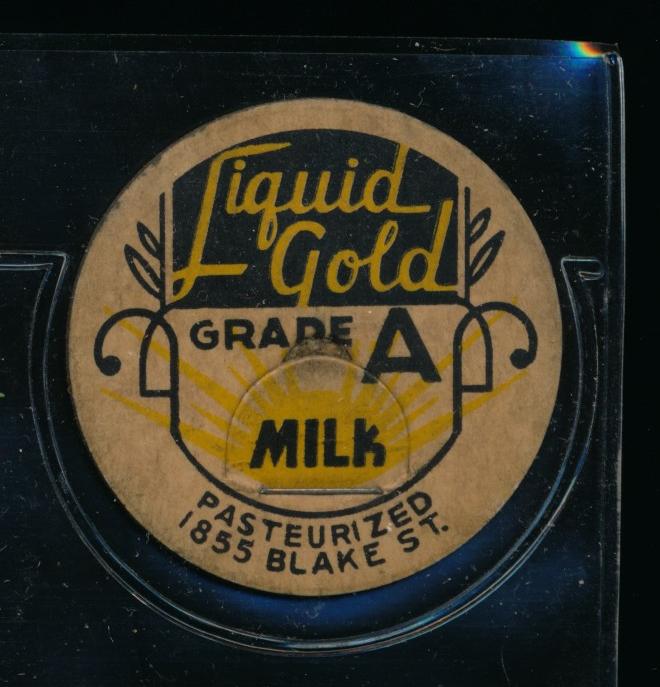 Liquid
Gold
GRADE A
MILK
PASTEURIZED
1855 BLAKE ST.